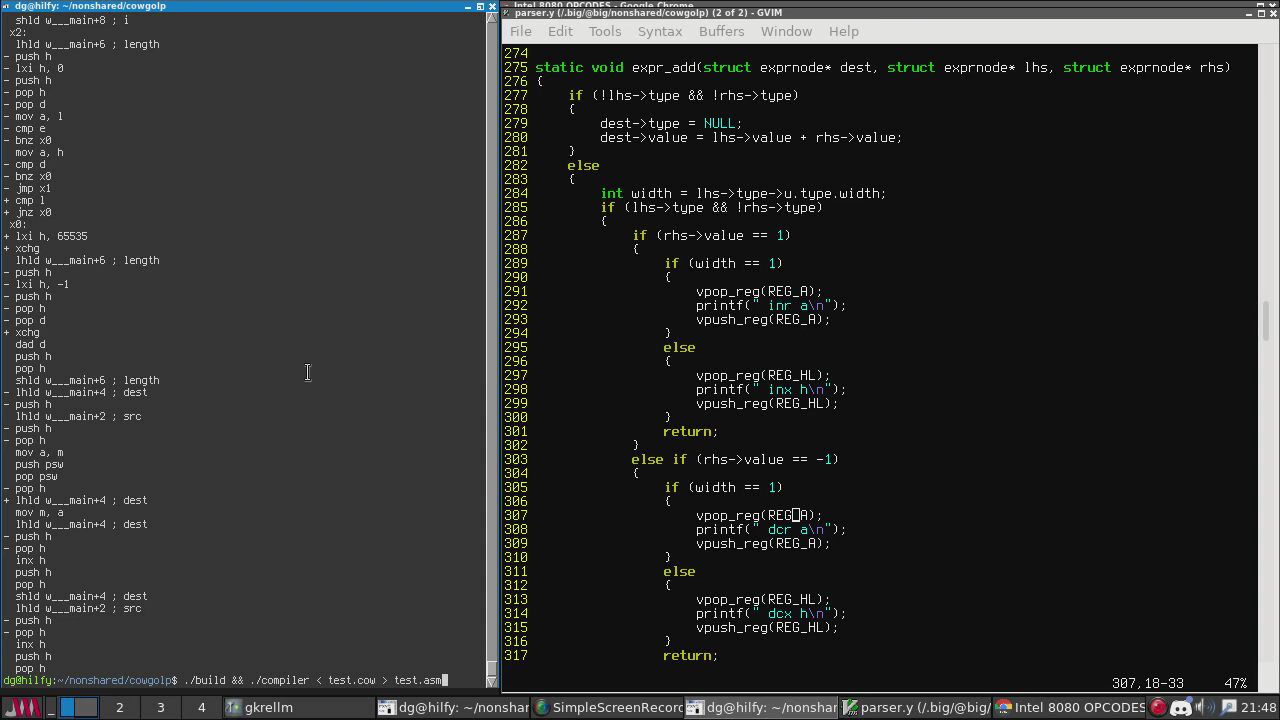 dg@hilfy: ~/nonshared/cowgolp
shld w___main+8 ; i
x2:
lhld w___main+6 ; length
- push h
- lxi h, 0
- push h
- pop h
- pop d
- mov a, l
- cmp e
- bnz x0
mov a, h
- cmp d
- bnz x0
- jmp x1
+ cmp l
+ jnz x0
x0:
+ lxi h, 65535
+ xchg
lhld w___main+6 ; length
- push h
- lxi h, -1
- push h
- pop h
- pop d
+ xchg
dad d
push h
pop h
shld w___main+6 ; length
- lhld w___main+4 ; dest
- push h
lhld w___main+2 ; src
- push h
- pop h
mov a, m
push psw
pop psw
- pop h
+ lhld w___main+4 ; dest
mov m, a
lhld w___main+4 ; dest
- push h
- pop h
inx h
push h
pop h
shld w___main+4 ; dest
lhld w___main+2 ; src
- push h
- pop h
inx h
push h
pop h
dg@hilfy:~/nonshared/cowgolp$ ./build && ./compiler < test.cow > test.asm
Intel 8080 OPCODES - Google Chrome
parser.y (/.big/@big/nonshared/cowgolp) (2 of 2) - GVIM
File Edit Tools Syntax Buffers Window Help
274
275 static void expr_add(struct exprnode* dest, struct exprnode* lhs, struct exprnode* rhs)
276 {
277 if (!lhs->type && !rhs->type)
278 {
279 dest->type = NULL;
280 dest->value = lhs->value + rhs->value;
281 }
282 else
283 {
284 int width = lhs->type->u.type.width;
285 if (lhs->type && !rhs->type)
286 {
287 if (rhs->value == 1)
288 {
289 if (width == 1)
290 {
291 vpop_reg(REG_A);
292 printf(" inr a\n");
293 vpush_reg(REG_A);
294 }
295 else
296 {
297 vpop_reg(REG_HL);
298 printf(" inx h\n");
299 vpush_reg(REG_HL);
300 }
301 return;
302 }
303 else if (rhs->value == -1)
304 {
305 if (width == 1)
306 {
307 vpop_reg(REG_A);
308 printf(" dcr a\n");
309 vpush_reg(REG_A);
310 }
311 else
312 {
313 vpop_reg(REG_HL);
314 printf(" dcx h\n");
315 vpush_reg(REG_HL);
316 }
317 return;
307,18-33 47%
2 3 4 gkrellm dg@hilfy: ~/nonshar SimpleScreenRecord dg@hilfy: ~/nonshar parser.y (/.big/@big/ Intel 8080 OPCODES 21:48